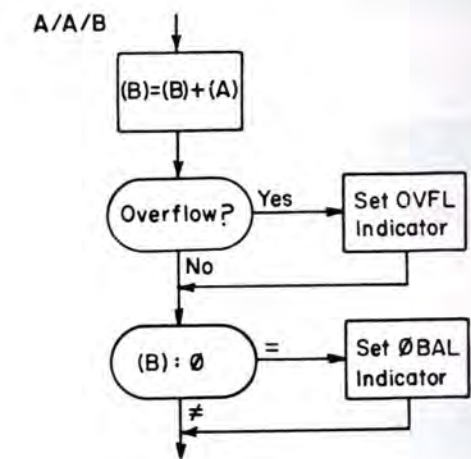 A/A/B
(B)=(B)+(A)
Overflow?
Yes
Set OVFL
Indicator
No
(B) : Ø
=
Set ØBAL
Indicator
≠